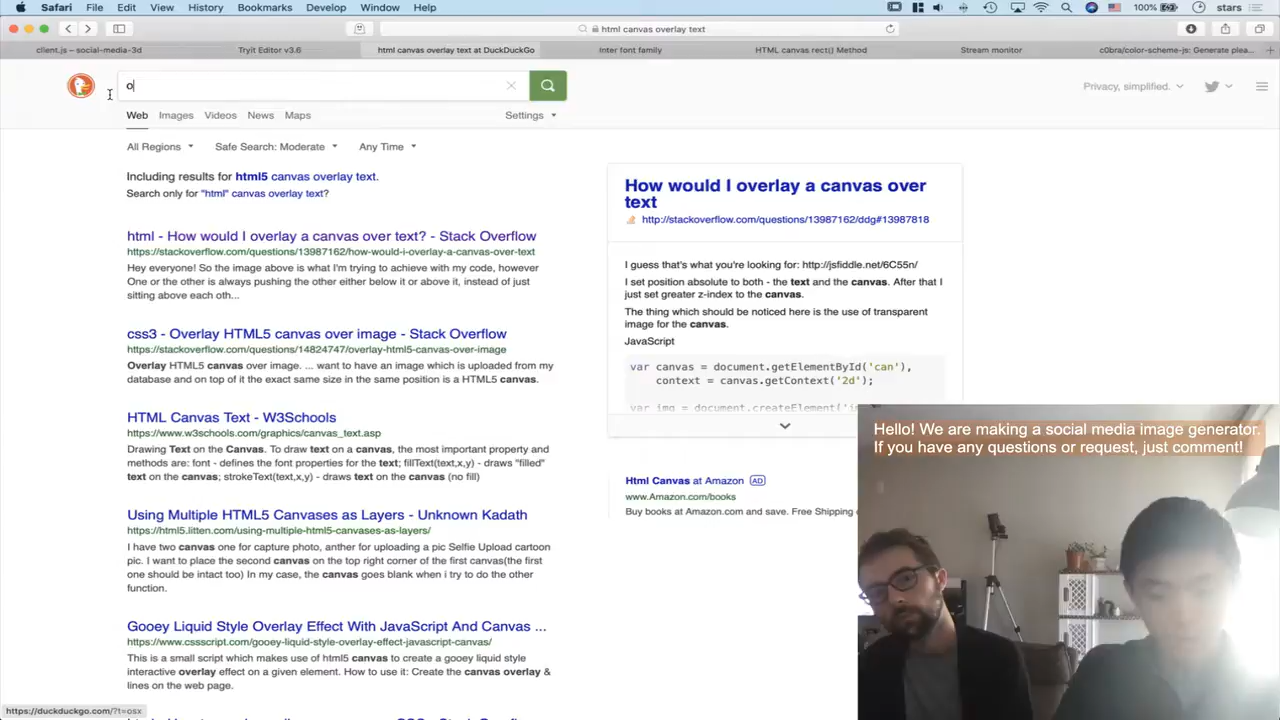 Safari File Edit View History Bookmarks Develop Window Help 100% stars
html canvas overlay text
client.js – social-media-3d Tryit Editor v3.6 html canvas overlay text at DuckDuckGo Inter font family HTML canvas rect() Method Stream monitor c0bra/color-scheme-js: Generate plea...
o
Privacy, simplified.
Web Images Videos News Maps Settings
All Regions Safe Search: Moderate Any Time
Including results for html5 canvas overlay text.
Search only for "html" canvas overlay text?
html - How would I overlay a canvas over text? - Stack Overflow
https://stackoverflow.com/questions/13987162/how-would-i-overlay-a-canvas-over-text
Hey everyone! So the image above is what I'm trying to achieve with my code, however
One or the other is always pushing the other either below it or above it, instead of just
sitting above each oth...
css3 - Overlay HTML5 canvas over image - Stack Overflow
https://stackoverflow.com/questions/14824747/overlay-html5-canvas-over-image
Overlay HTML5 canvas over image. ... want to have an image which is uploaded from my
database and on top of it the exact same size in the same position is a HTML5 canvas.
HTML Canvas Text - W3Schools
https://www.w3schools.com/graphics/canvas_text.asp
Drawing Text on the Canvas. To draw text on a canvas, the most important property and
methods are: font - defines the font properties for the text; fillText(text,x,y) - draws "filled"
text on the canvas; strokeText(text,x,y) - draws text on the canvas (no fill)
Using Multiple HTML5 Canvases as Layers - Unknown Kadath
https://html5.litten.com/using-multiple-html5-canvases-as-layers/
I have two canvas one for capture photo, anther for uploading a pic Selfie Upload cartoon
pic. I want to place the second canvas on the top right corner of the first canvas(the first
one should be intact too) In my case, the canvas goes blank when i try to do the other
function.
Gooey Liquid Style Overlay Effect With JavaScript And Canvas ...
https://www.cssscript.com/gooey-liquid-style-overlay-effect-javascript-canvas/
This is a small script which makes use of html5 canvas to create a gooey liquid style
interactive overlay effect on a given element. How to use it: Create the canvas overlay &
lines on the web page.
https://duckduckgo.com/?t=osx
How would I overlay a canvas over
text
http://stackoverflow.com/questions/13987162/ddg#13987818
I guess that's what you're looking for: http://jsfiddle.net/6C55n/
I set position absolute to both - the text and the canvas. After that I
just set greater z-index to the canvas.
The thing which should be noticed here is the use of transparent
image for the canvas.
JavaScript
var canvas = document.getElementById('can'),
context = canvas.getContext('2d');
var img = document.createElement('i
Html Canvas at Amazon AD
www.Amazon.com/books
Buy books at Amazon.com and save. Free Shipping
Hello! We are making a social media image generator.
If you have any questions or request, just comment!